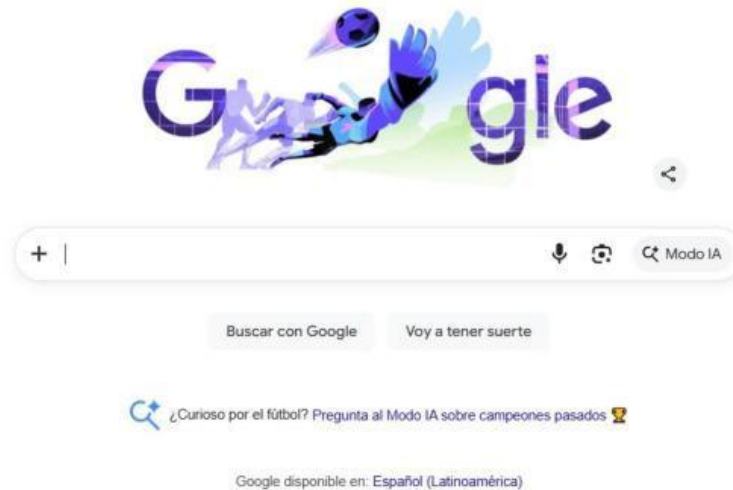 G gle
+
Modo IA
Buscar con Google Voy a tener suerte
¿Curioso por el fútbol? Pregunta al Modo IA sobre campeones pasados 🏆
Google disponible en: Español (Latinoamérica)